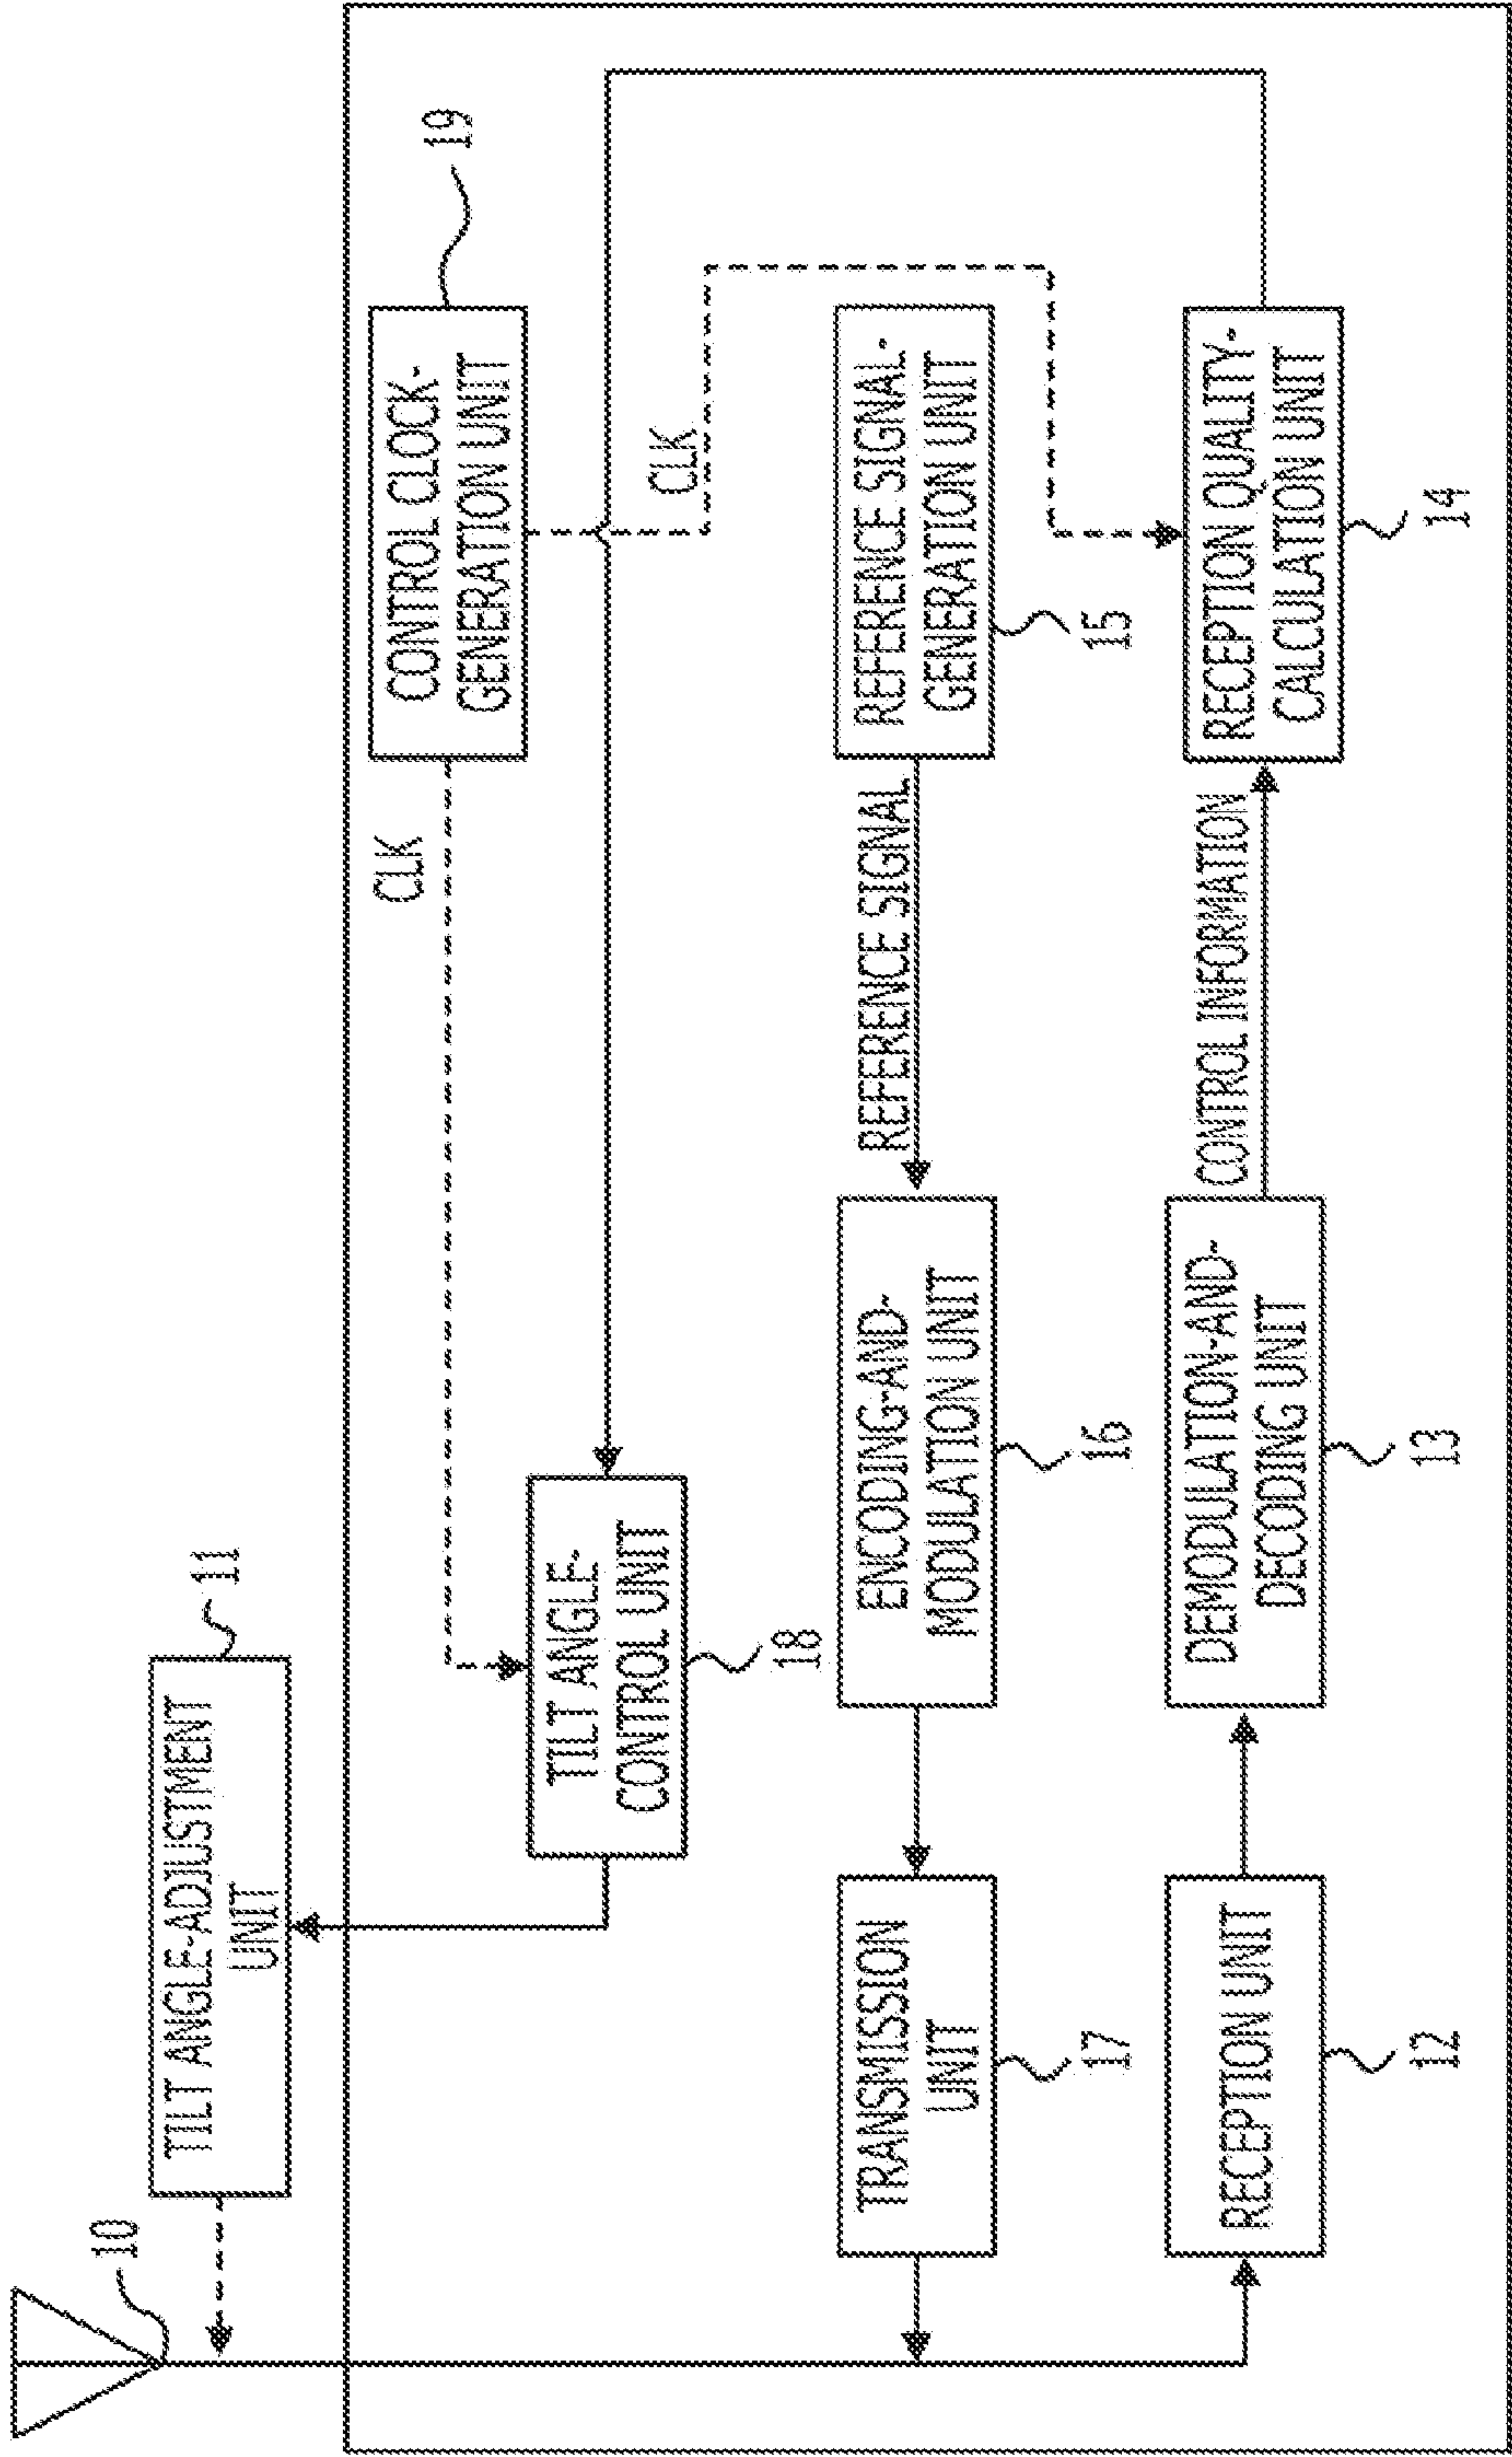 10
TILT ANGLE-ADJUSTMENT
UNIT
11
CLK
CONTROL CLOCK-
GENERATION UNIT
19
TILT ANGLE-
CONTROL UNIT
18
CLK
TRANSMISSION
UNIT
17
ENCODING-AND-
MODULATION UNIT
16
REFERENCE SIGNAL
REFERENCE SIGNAL-
GENERATION UNIT
15
RECEPTION UNIT
12
DEMODULATION-AND-
DECODING UNIT
13
CONTROL INFORMATION
RECEPTION QUALITY-
CALCULATION UNIT
14